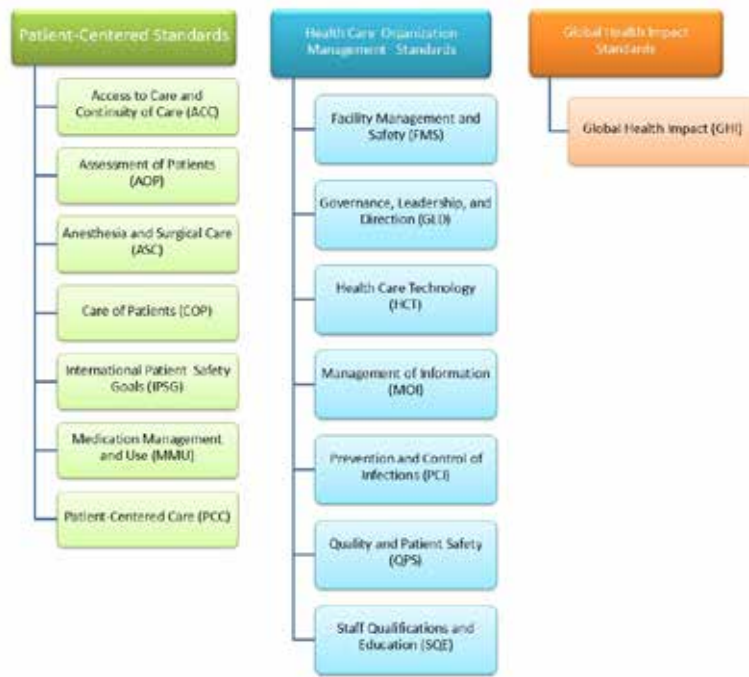 Patient-Centered Standards
Access to Care and
Continuity of Care (ACC)
Assessment of Patients
(AOP)
Anesthesia and Surgical Care
(ASC)
Care of Patients (COP)
International Patient Safety
Goals (IPSG)
Medication Management
and Use (MMU)
Patient-Centered Care (PCC)
Health Care Organization
Management Standards
Facility Management and
Safety (FMS)
Governance, Leadership, and
Direction (GLD)
Health Care Technology
(HCT)
Management of Information
(MOI)
Prevention and Control of
Infections (PCI)
Quality and Patient Safety
(QPS)
Staff Qualifications and
Education (SQE)
Global Health Impact
Standards
Global Health Impact (GHI)